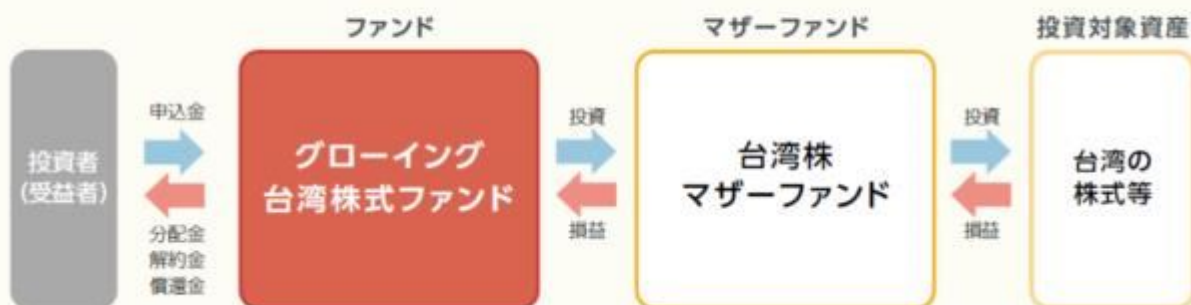 ファンド
マザーファンド
投資対象資産
投資者
(受益者)
申込金
分配金
解約金
償還金
グローイング
台湾株式ファンド
投資
損益
台湾株
マザーファンド
投資
損益
台湾の
株式等